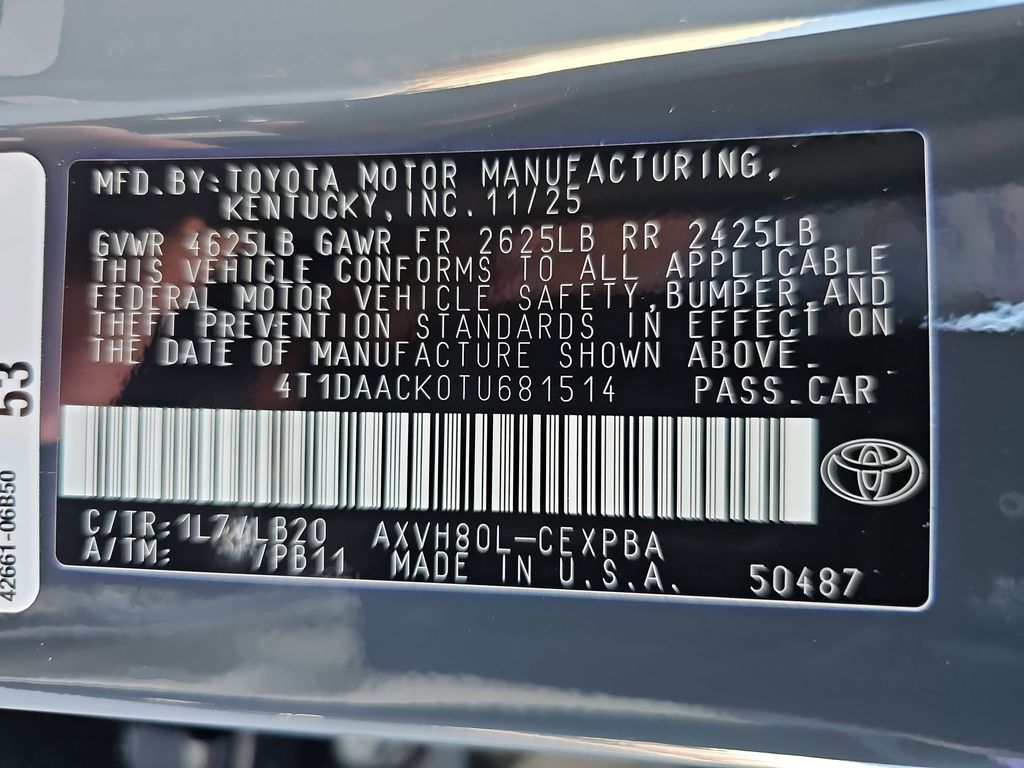 MFD.BY:TOYOTA MOTOR MANUFACTURING,
KENTUCKY,INC.11/25
GVWR 4625LB GAWR FR 2625LB RR 2425LB
THIS VEHICLE CONFORMS TO ALL APPLICABLE
FEDERAL MOTOR VEHICLE SAFETY,BUMPER,AND
THEFT PREVENTION STANDARDS IN EFFECT ON
THE DATE OF MANUFACTURE SHOWN ABOVE.
4T1DAACK0TU681514 PASS.CAR
C/TR:1L7/LB20 AXVH80L-CEXPBA
A/TM: /PB11 MADE IN U.S.A. 50487
53
42661-06B50